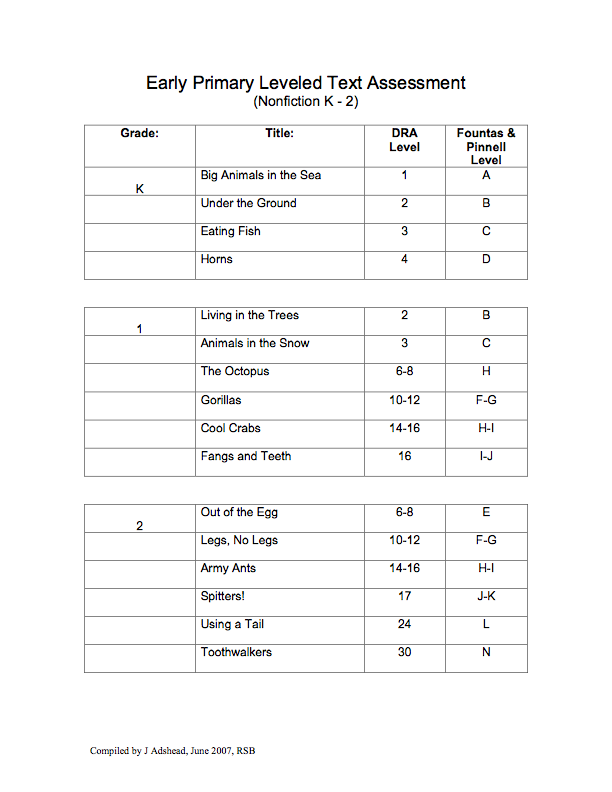 Early Primary Leveled Text Assessment
(Nonfiction K - 2)
Grade: Title: DRA Level Fountas & Pinnell Level
K Big Animals in the Sea 1 A
Under the Ground 2 B
Eating Fish 3 C
Horns 4 D
1 Living in the Trees 2 B
Animals in the Snow 3 C
The Octopus 6-8 H
Gorillas 10-12 F-G
Cool Crabs 14-16 H-I
Fangs and Teeth 16 I-J
2 Out of the Egg 6-8 E
Legs, No Legs 10-12 F-G
Army Ants 14-16 H-I
Spitters! 17 J-K
Using a Tail 24 L
Toothwalkers 30 N
Compiled by J Adshead, June 2007, RSB